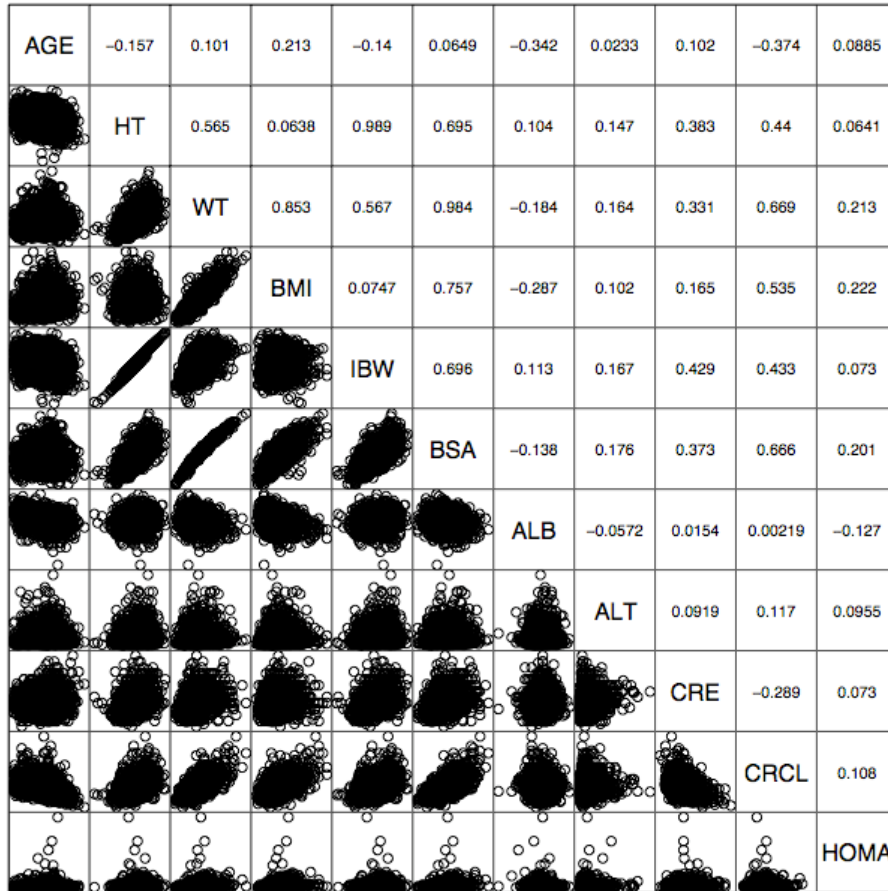 AGE −0.157 0.101 0.213 −0.14 0.0649 −0.342 0.0233 0.102 −0.374 0.0885
HT 0.565 0.0638 0.989 0.695 0.104 0.147 0.383 0.44 0.0641
WT 0.853 0.567 0.984 −0.184 0.164 0.331 0.669 0.213
BMI 0.0747 0.757 −0.287 0.102 0.165 0.535 0.222
IBW 0.696 0.113 0.167 0.429 0.433 0.073
BSA −0.138 0.176 0.373 0.666 0.201
ALB −0.0572 0.0154 0.00219 −0.127
ALT 0.0919 0.117 0.0955
CRE −0.289 0.073
CRCL 0.108
HOMA